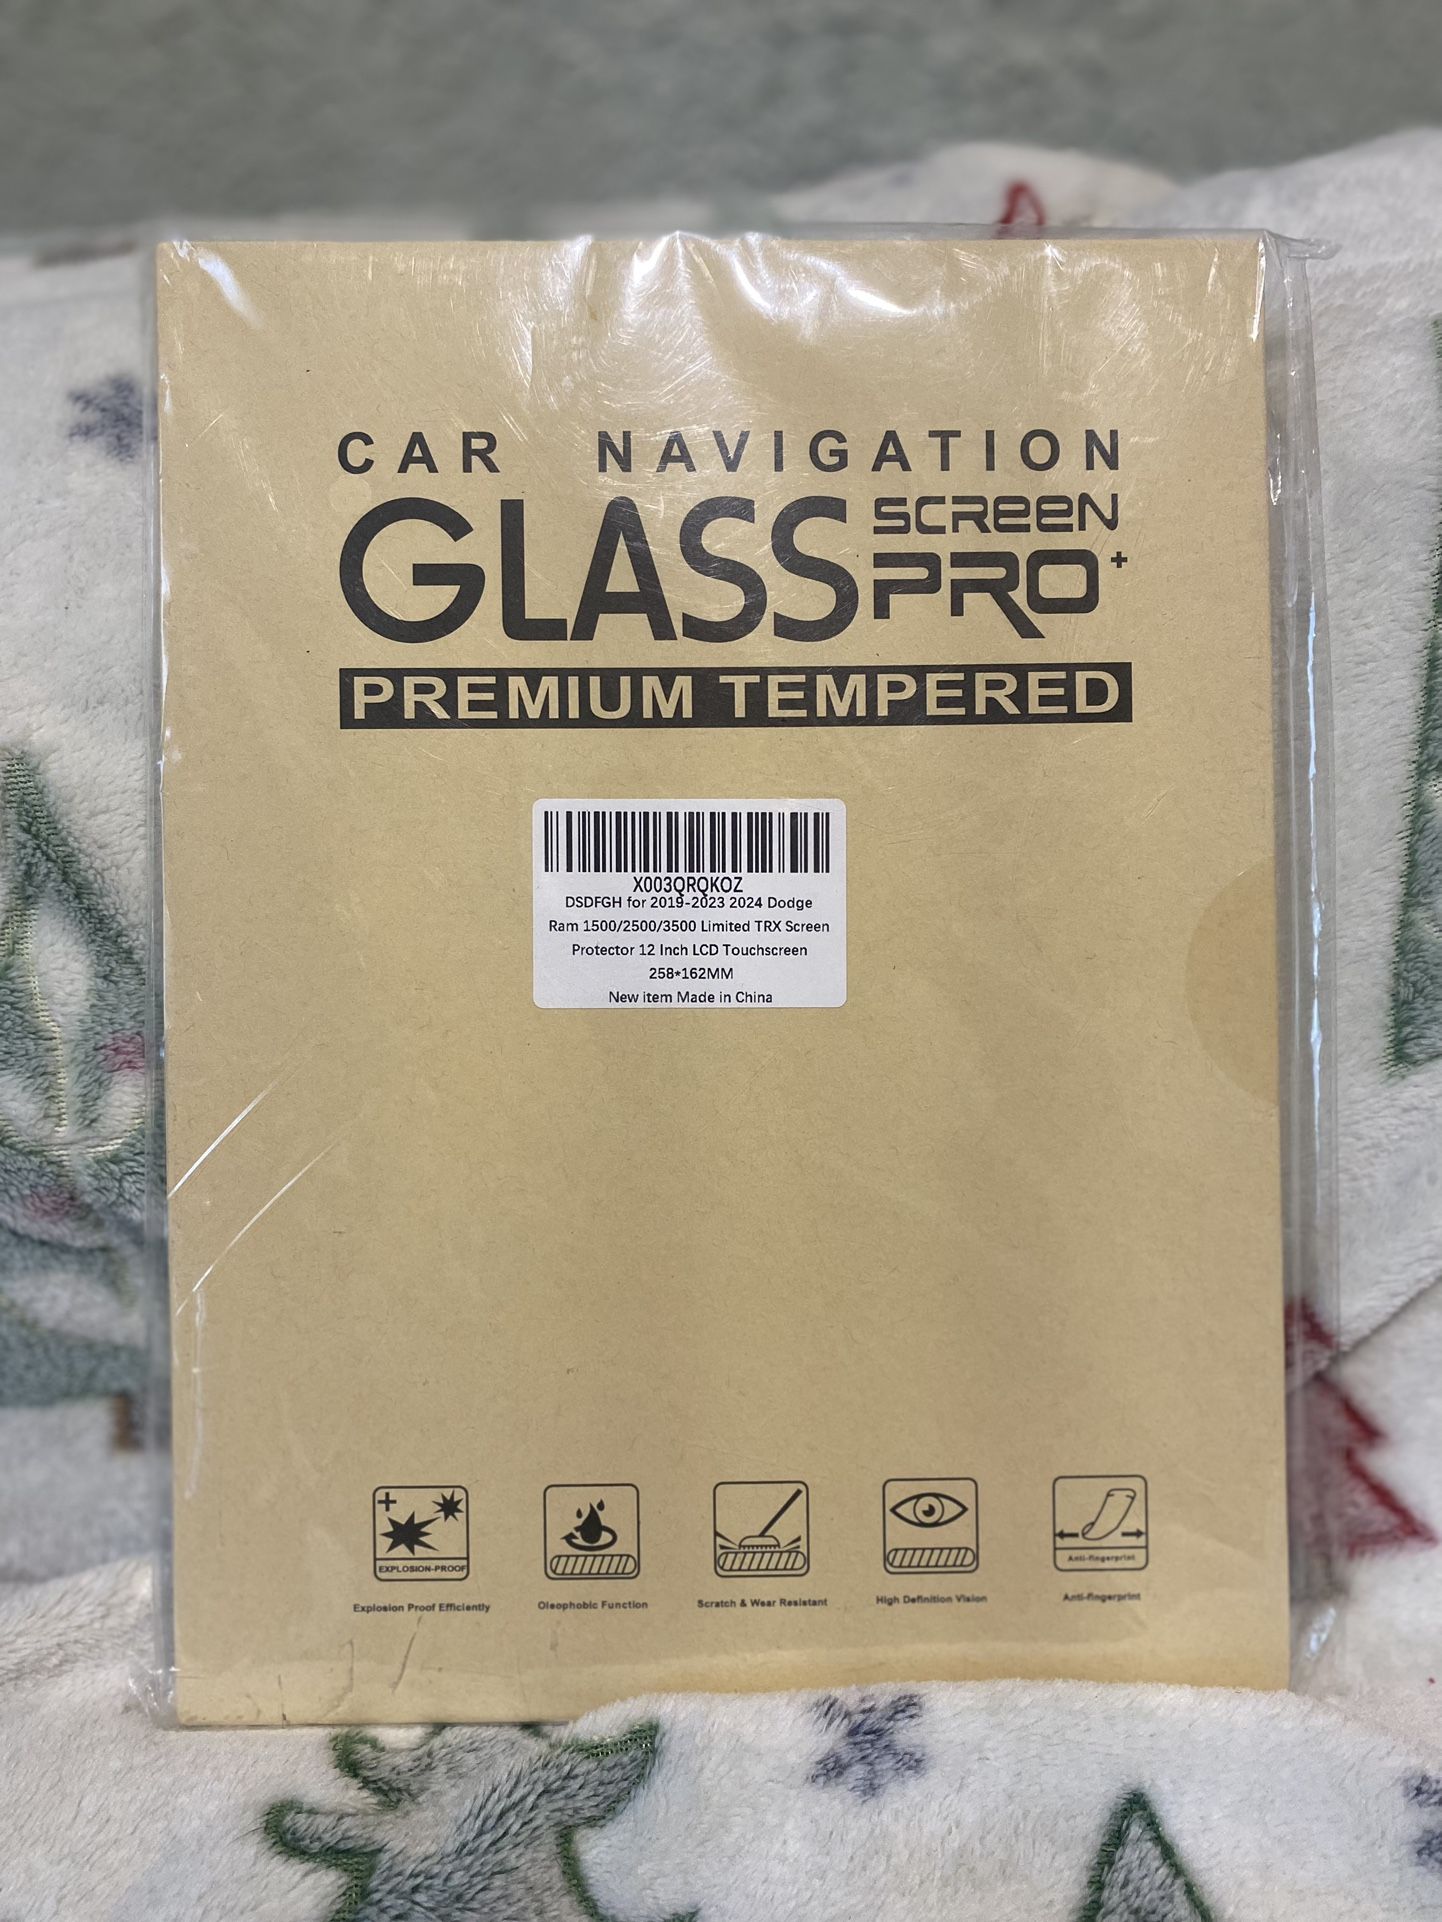 CAR NAVIGATION
GLASS SCREEN PRO+
PREMIUM TEMPERED
X003QRQKOZ
DSDFGH for 2019-2023 2024 Dodge
Ram 1500/2500/3500 Limited TRX Screen
Protector 12 Inch LCD Touchscreen
258*162MM
New item Made in China
EXPLOSION-PROOF
Anti-fingerprint
Explosion Proof Efficiently
Oleophobic Function
Scratch & Wear Resistant
High Definition Vision
Anti-fingerprint